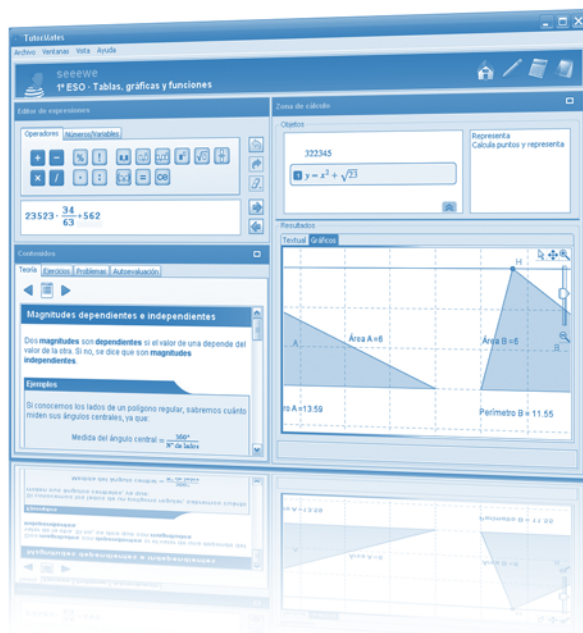 TutorMates
Archivo Ventanas Vista Ayuda
seeewe
1º ESO - Tablas, gráficas y funciones
Editor de expresiones
Operadores Números/Variables
+ - % !
× / · : = CE
23523 · 34/63 + 562
Contenidos
Teoría Ejercicios Problemas Autoevaluación
Magnitudes dependientes e independientes
Dos magnitudes son dependientes si el valor de una depende del
valor de la otra. Si no, se dice que son magnitudes
independientes.
Ejemplos
Si conocemos los lados de un polígono regular, sabremos cuánto
miden sus ángulos centrales, ya que:
Medida del ángulo central = 360°/Nº de lados
Zona de cálculo
Objetos
322345
1 y = x² + √23
Representa
Calcula puntos y representa
Resultados
Textual Gráficos
H
A
Área A=6
Área B=6
B
ro A=13.59
Perímetro B = 11.55